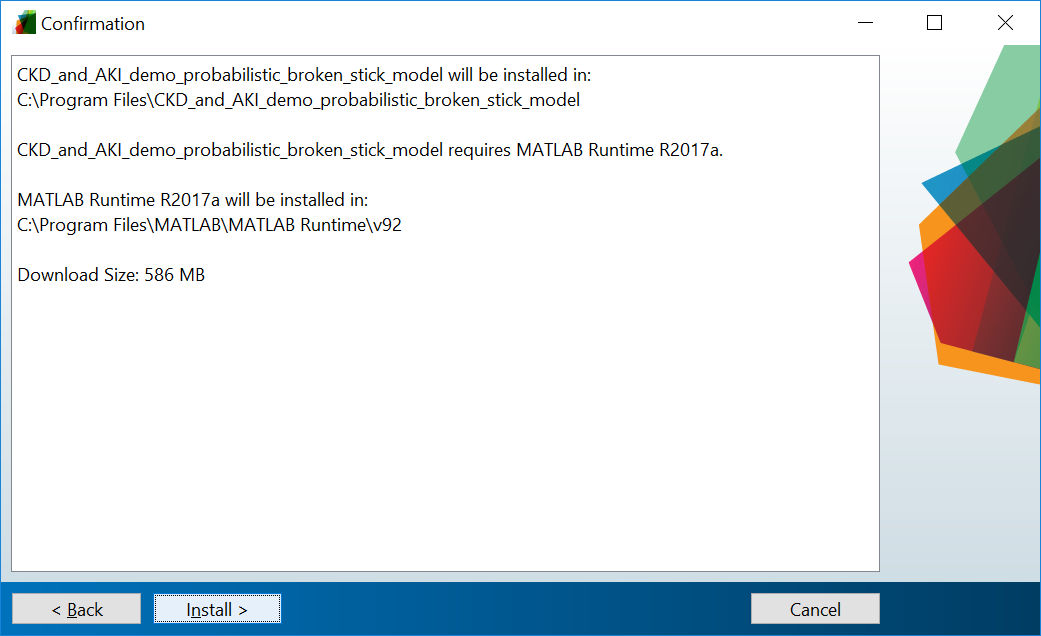 Confirmation
CKD_and_AKI_demo_probabilistic_broken_stick_model will be installed in:
C:\Program Files\CKD_and_AKI_demo_probabilistic_broken_stick_model
CKD_and_AKI_demo_probabilistic_broken_stick_model requires MATLAB Runtime R2017a.
MATLAB Runtime R2017a will be installed in:
C:\Program Files\MATLAB\MATLAB Runtime\v92
Download Size: 586 MB
< Back
Install >
Cancel